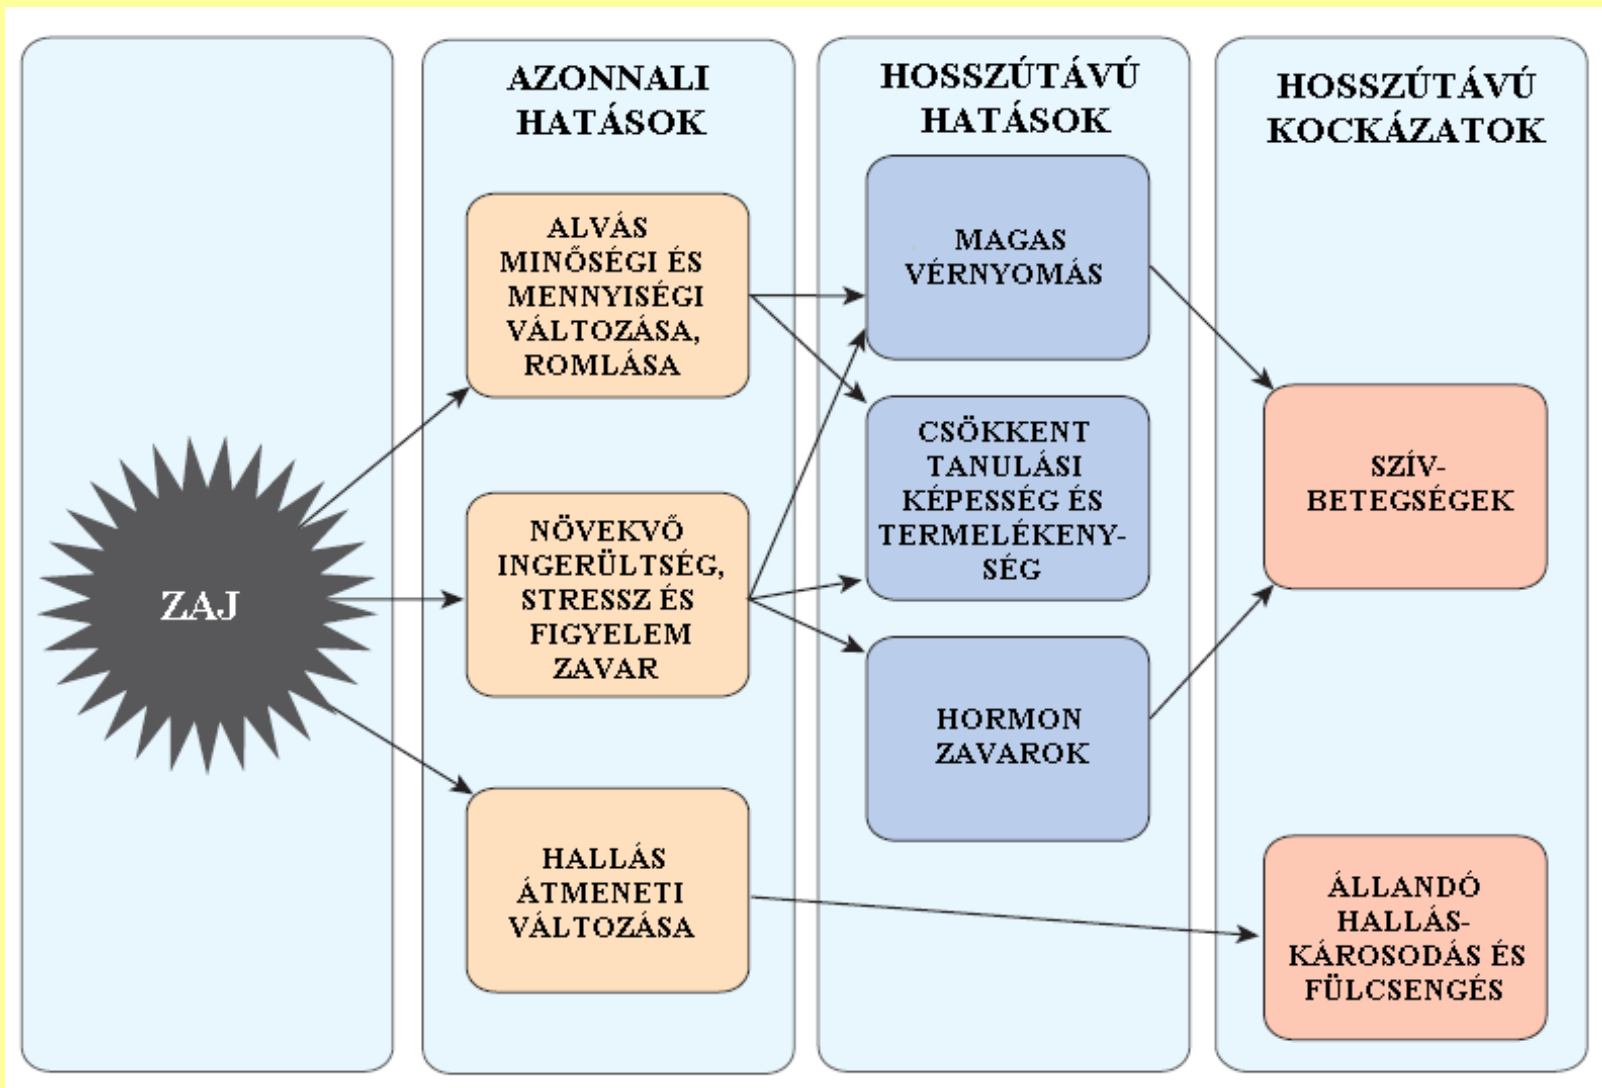 ZAJ
AZONNALI
HATÁSOK
ALVÁS
MINŐSÉGI ÉS
MENNYISÉGI
VÁLTOZÁSA,
ROMLÁSA
NÖVEKVŐ
INGERÜLTSÉG,
STRESSZ ÉS
FIGYELEM
ZAVAR
HALLÁS
ÁTMENETI
VÁLTOZÁSA
HOSSZÚTÁVÚ
HATÁSOK
MAGAS
VÉRNYOMÁS
CSÖKKENT
TANULÁSI
KÉPESSÉG ÉS
TERMELÉKENY-
SÉG
HORMON
ZAVAROK
HOSSZÚTÁVÚ
KOCKÁZATOK
SZÍV-
BETEGSÉGEK
ÁLLANDÓ
HALLÁS-
KÁROSODÁS ÉS
FÜLCSENGÉS